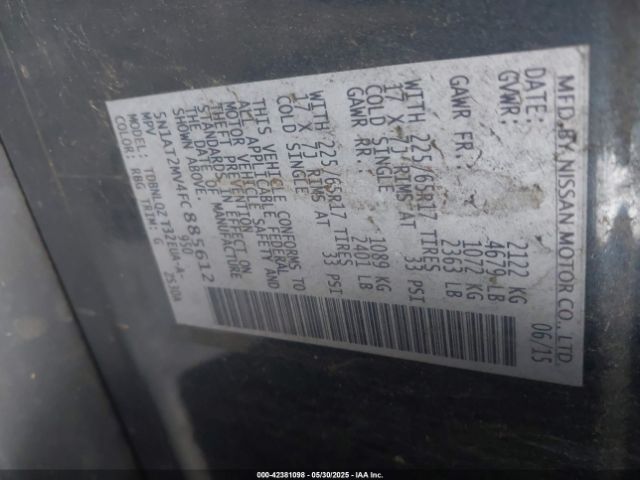 MFD BY NISSAN MOTOR CO., LTD.
DATE: 06/15
GVWR: 2122 KG
4679 LB
GAWR FR.: 1072 KG
2363 LB
WITH 225/65R17 TIRES
17 X 7J RIMS AT
COLD SINGLE 33 PSI
GAWR RR.: 1089 KG
2401 LB
WITH 225/65R17 TIRES
17 X 7J RIMS AT
COLD SINGLE 33 PSI
THIS VEHICLE CONFORMS TO
ALL APPLICABLE FEDERAL
MOTOR VEHICLE SAFETY AND
THEFT PREVENTION
STANDARDS IN EFFECT ON
THE DATE OF MANUFACTURE
SHOWN ABOVE.
5N1AT2MV4FC885612
MPV 950
MODEL: TDBNLQZT32EUA-A-
COLOR: RBG TRIM: G 2530A
000-42381098 - 05/30/2025 - IAA Inc.